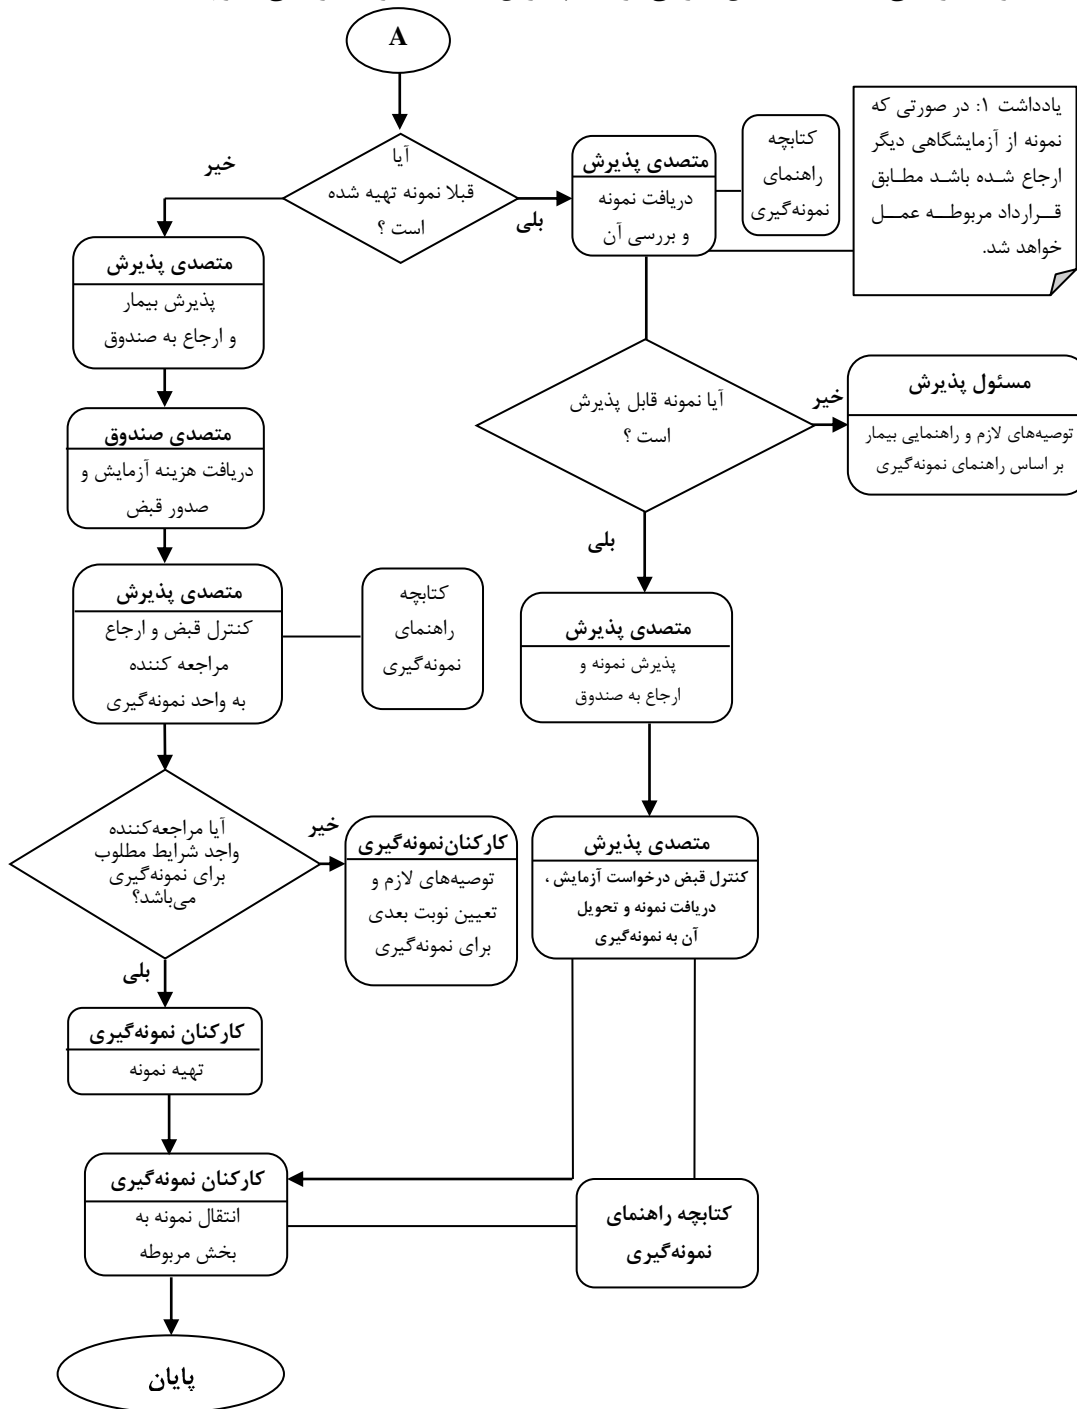 A
یادداشت ۱: در صورتی که
نمونه از آزمایشگاهی دیگر
ارجاع شده باشد مطابق
قرارداد مربوطه عمل
خواهد شد.
کتابچه
راهنمای
نمونه‌گیری
متصدی پذیرش
دریافت نمونه
و بررسی آن
بلی
آیا
قبلا نمونه تهیه شده
است ؟
خیر
متصدی پذیرش
پذیرش بیمار
و ارجاع به صندوق
آیا نمونه قابل پذیرش
است ؟
خیر
مسئول پذیرش
توصیه‌های لازم و راهنمایی بیمار
بر اساس راهنمای نمونه‌گیری
متصدی صندوق
دریافت هزینه آزمایش و
صدور قبض
بلی
متصدی پذیرش
کنترل قبض و ارجاع
مراجعه کننده
به واحد نمونه‌گیری
کتابچه
راهنمای
نمونه‌گیری
متصدی پذیرش
پذیرش نمونه و
ارجاع به صندوق
آیا مراجعه‌کننده
واجد شرایط مطلوب
برای نمونه‌گیری
می‌باشد؟
خیر
کارکنان‌نمونه‌گیری
توصیه‌های لازم و
تعیین نوبت بعدی
برای نمونه‌گیری
متصدی پذیرش
کنترل قبض درخواست آزمایش ،
دریافت نمونه و تحویل
آن به نمونه‌گیری
بلی
کارکنان نمونه‌گیری
تهیه نمونه
کارکنان نمونه‌گیری
انتقال نمونه به
بخش مربوطه
کتابچه راهنمای
نمونه‌گیری
پایان